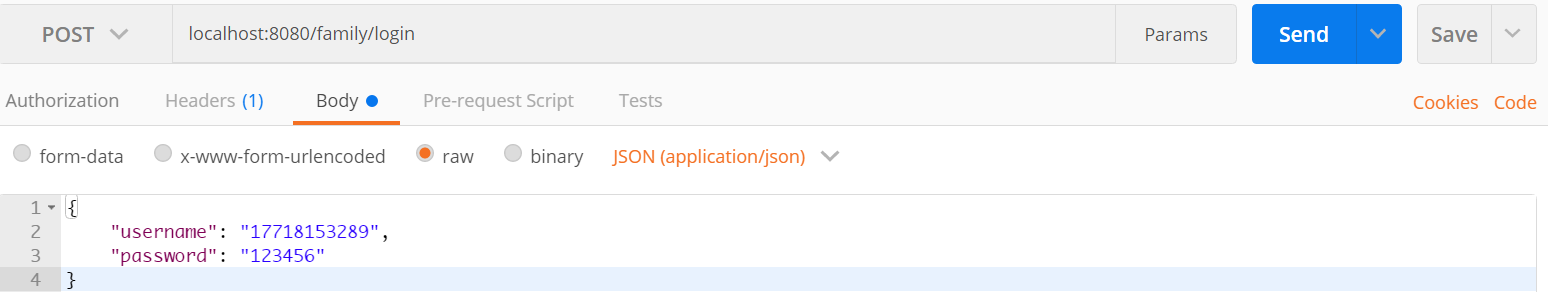 POST localhost:8080/family/login Params Send Save
Authorization Headers (1) Body Pre-request Script Tests Cookies Code
form-data x-www-form-urlencoded raw binary JSON (application/json)
1 {
2 "username": "17718153289",
3 "password": "123456"
4 }